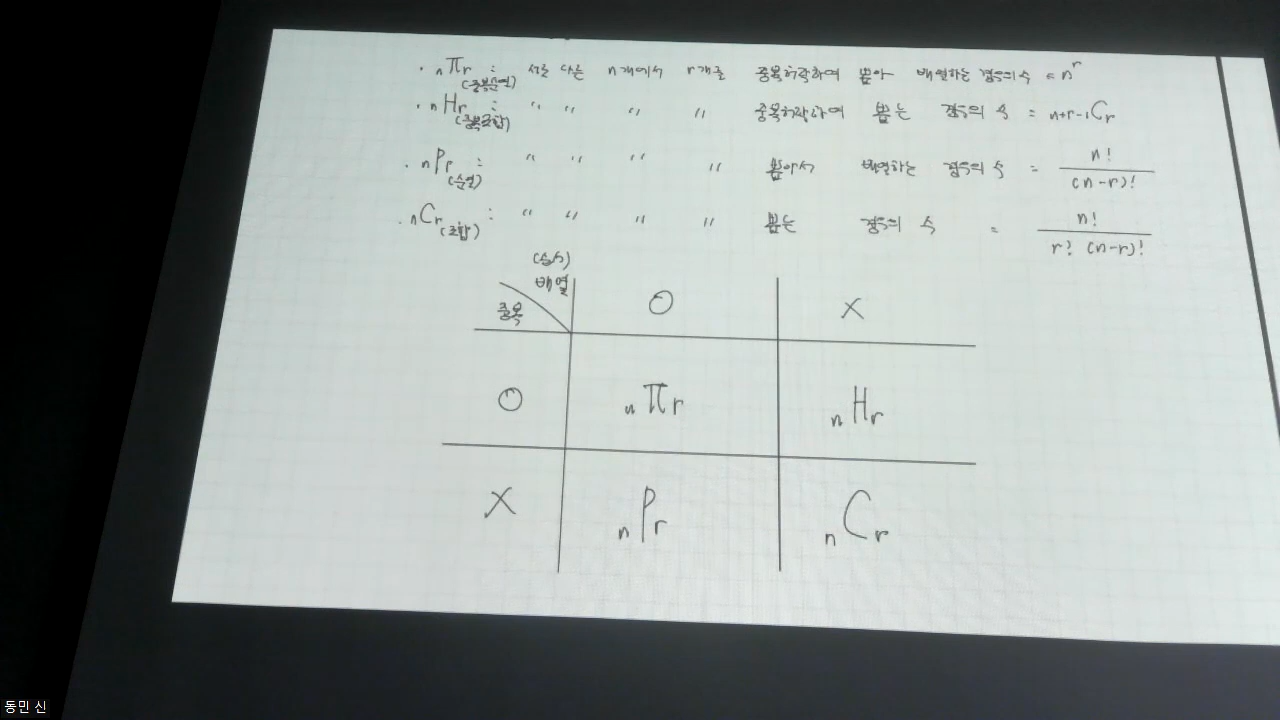 · nΠr : 서로 다른 n개에서 r개를 중복허락하여 뽑아 배열하는 경우의 수 = n^r
(중복순열)
· nHr : 〃 〃 〃 〃 중복허락하여 뽑는 경우의 수 = n+r-1Cr
(중복조합)
· nPr : 〃 〃 〃 〃 뽑아서 배열하는 경우의 수 = n! / (n-r)!
(순열)
· nCr : 〃 〃 〃 〃 뽑는 경우의 수 = n! / r! (n-r)!
(조합)
(순서)
배열
중복 O X
O nΠr nHr
X nPr nCr
동민 신